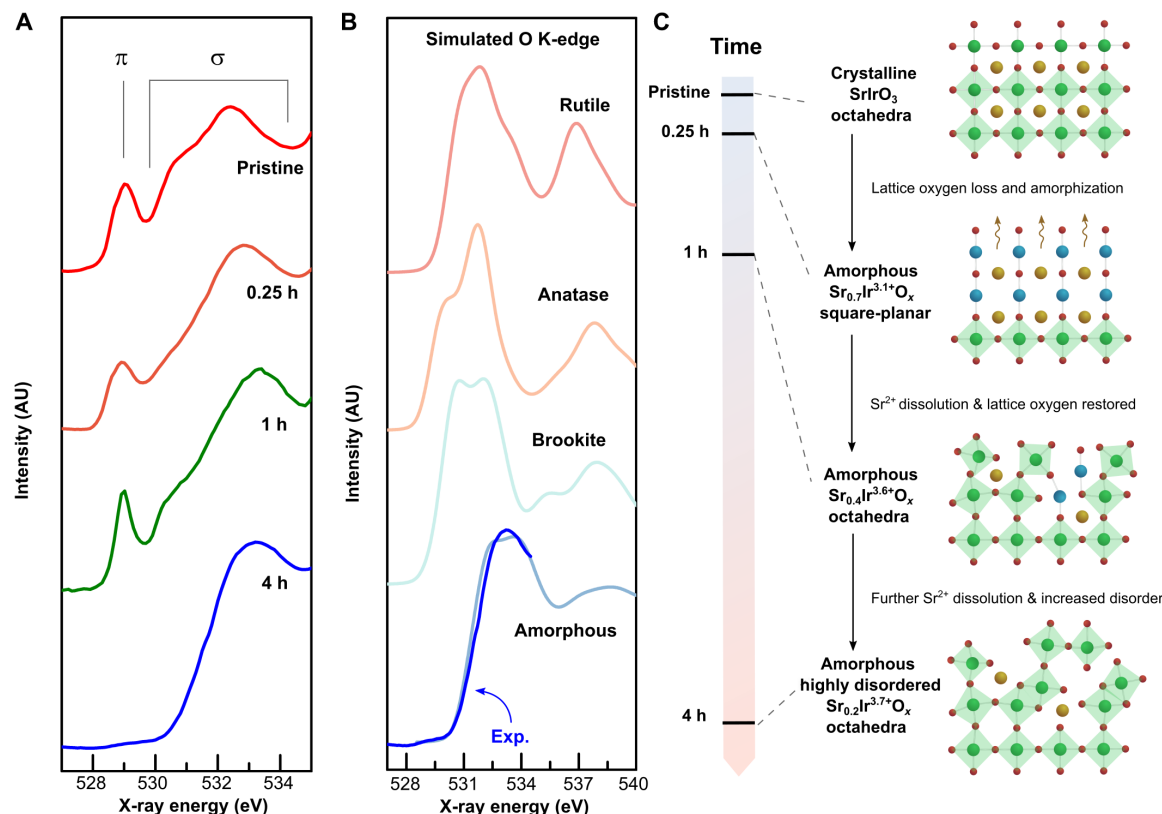 A
π
σ
Pristine
0.25 h
1 h
4 h
Intensity (AU)
528
530
532
534
X-ray energy (eV)
B
Simulated O K-edge
Rutile
Anatase
Brookite
Amorphous
Exp.
Intensity (AU)
528
531
534
537
540
X-ray energy (eV)
C
Time
Pristine
0.25 h
1 h
4 h
Crystalline
SrIrO₃
octahedra
Lattice oxygen loss and amorphization
Amorphous
Sr₀.₇Ir³·¹⁺Oₓ
square-planar
Sr²⁺ dissolution & lattice oxygen restored
Amorphous
Sr₀.₄Ir³·⁶⁺Oₓ
octahedra
Further Sr²⁺ dissolution & increased disorder
Amorphous
highly disordered
Sr₀.₂Ir³·⁷⁺Oₓ
octahedra